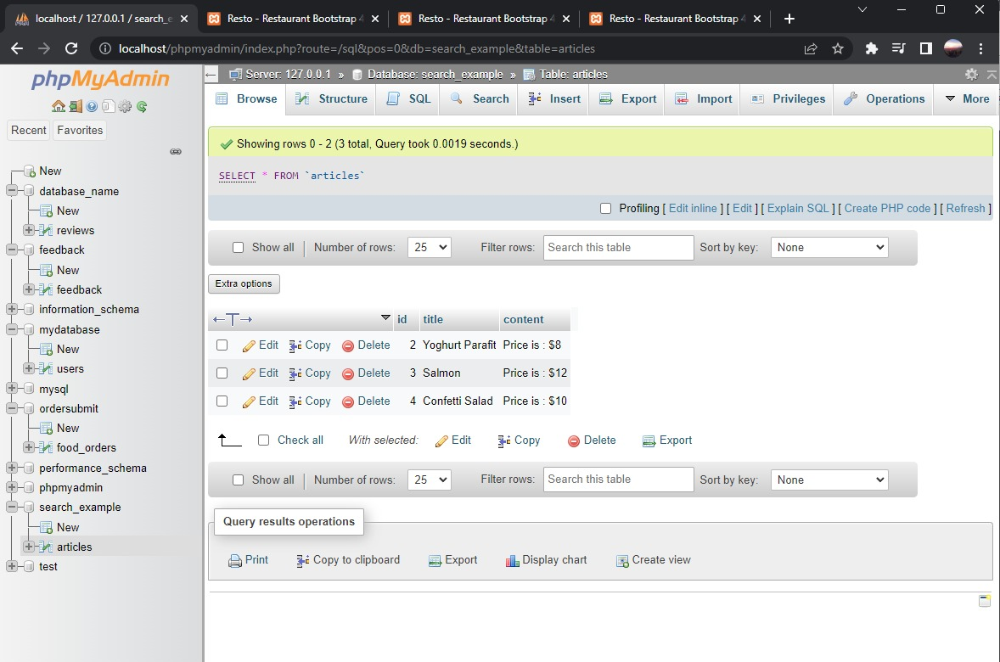 localhost / 127.0.0.1 / search_e
Resto - Restaurant Bootstrap 4
Resto - Restaurant Bootstrap 4
Resto - Restaurant Bootstrap 4
localhost/phpmyadmin/index.php?route=/sql&pos=0&db=search_example&table=articles
phpMyAdmin
Recent Favorites
New
database_name
New
reviews
feedback
New
feedback
information_schema
mydatabase
New
users
mysql
ordersubmit
New
food_orders
performance_schema
phpmyadmin
search_example
New
articles
test
Server: 127.0.0.1 » Database: search_example » Table: articles
Browse Structure SQL Search Insert Export Import Privileges Operations More
Showing rows 0 - 2 (3 total, Query took 0.0019 seconds.)
SELECT * FROM `articles`
Profiling [ Edit inline ] [ Edit ] [ Explain SQL ] [ Create PHP code ] [ Refresh ]
Show all Number of rows: 25 Filter rows: Search this table Sort by key: None
Extra options
id title content
Edit Copy Delete 2 Yoghurt Parafit Price is : $8
Edit Copy Delete 3 Salmon Price is : $12
Edit Copy Delete 4 Confetti Salad Price is : $10
Check all With selected: Edit Copy Delete Export
Show all Number of rows: 25 Filter rows: Search this table Sort by key: None
Query results operations
Print Copy to clipboard Export Display chart Create view